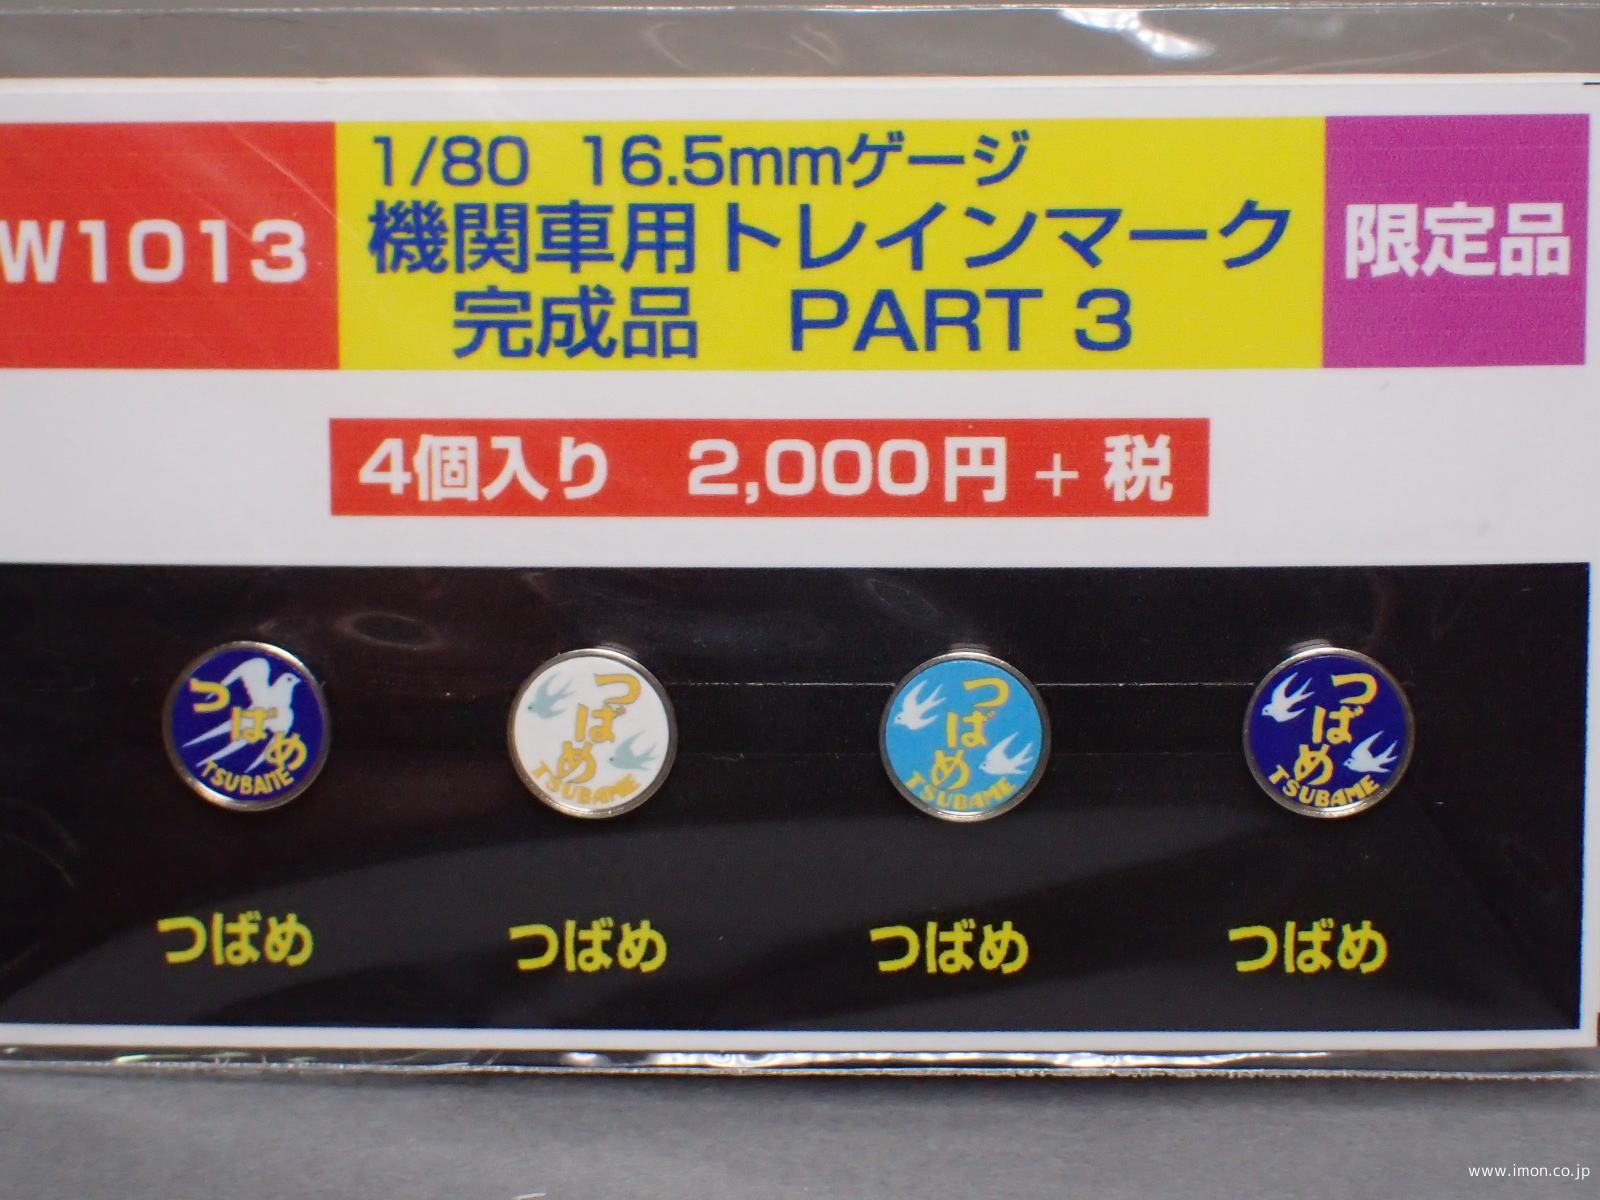 W1013
1/80 16.5mmゲージ
機関車用トレインマーク
完成品 PART 3
限定品
4個入り 2,000円 + 税
つばめ
TSUBAME
つばめ
TSUBAME
つばめ
TSUBAME
つばめ
TSUBAME
つばめ つばめ つばめ つばめ
www.imon.co.jp